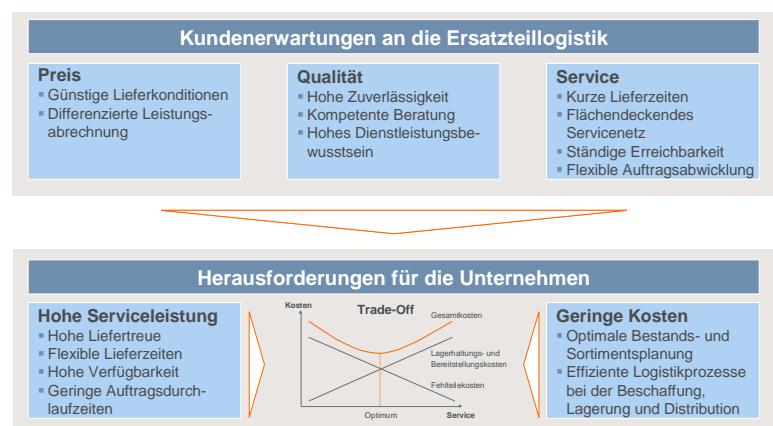 Kundenerwartungen an die Ersatzteillogistik
Preis
▪ Günstige Lieferkonditionen
▪ Differenzierte Leistungs-
abrechnung
Qualität
▪ Hohe Zuverlässigkeit
▪ Kompetente Beratung
▪ Hohes Dienstleistungsbe-
wusstsein
Service
▪ Kurze Lieferzeiten
▪ Flächendeckendes
Servicenetz
▪ Ständige Erreichbarkeit
▪ Flexible Auftragsabwicklung
Herausforderungen für die Unternehmen
Hohe Serviceleistung
▪ Hohe Liefertreue
▪ Flexible Lieferzeiten
▪ Hohe Verfügbarkeit
▪ Geringe Auftragsdurch-
laufzeiten
Kosten
Trade-Off
Gesamtkosten
Lagerhaltungs- und
Bereitstellungskosten
Fehlteilekosten
Optimum
Service
Geringe Kosten
▪ Optimale Bestands- und
Sortimentsplanung
▪ Effiziente Logistikprozesse
bei der Beschaffung,
Lagerung und Distribution